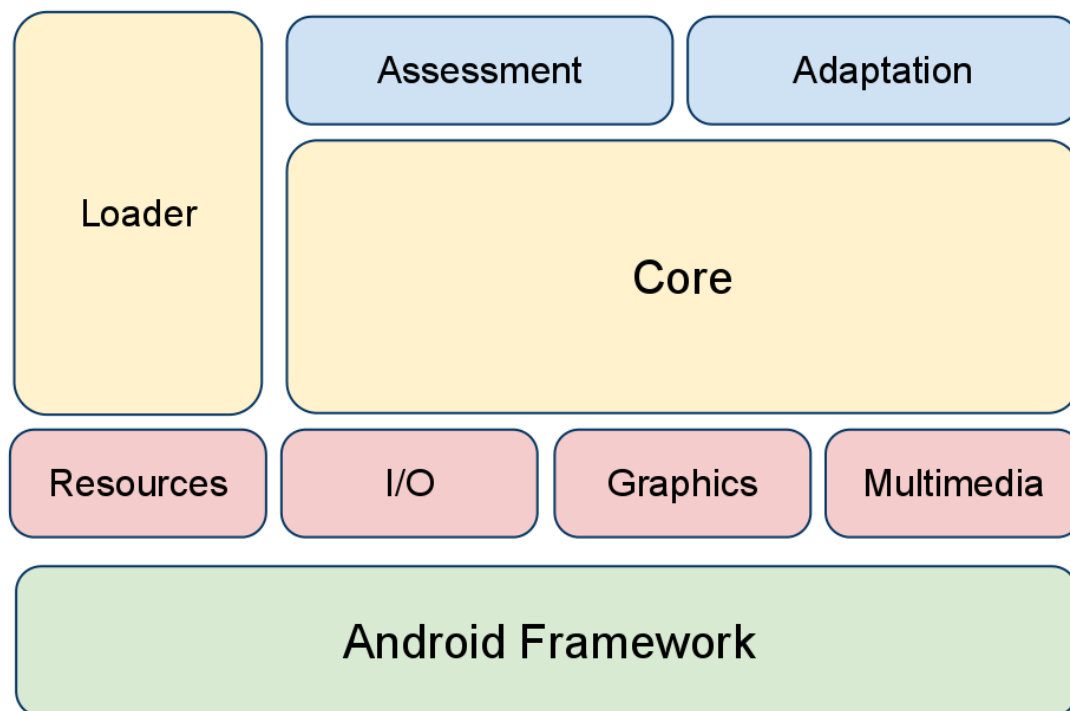 Assessment
Adaptation
Loader
Core
Resources
I/O
Graphics
Multimedia
Android Framework